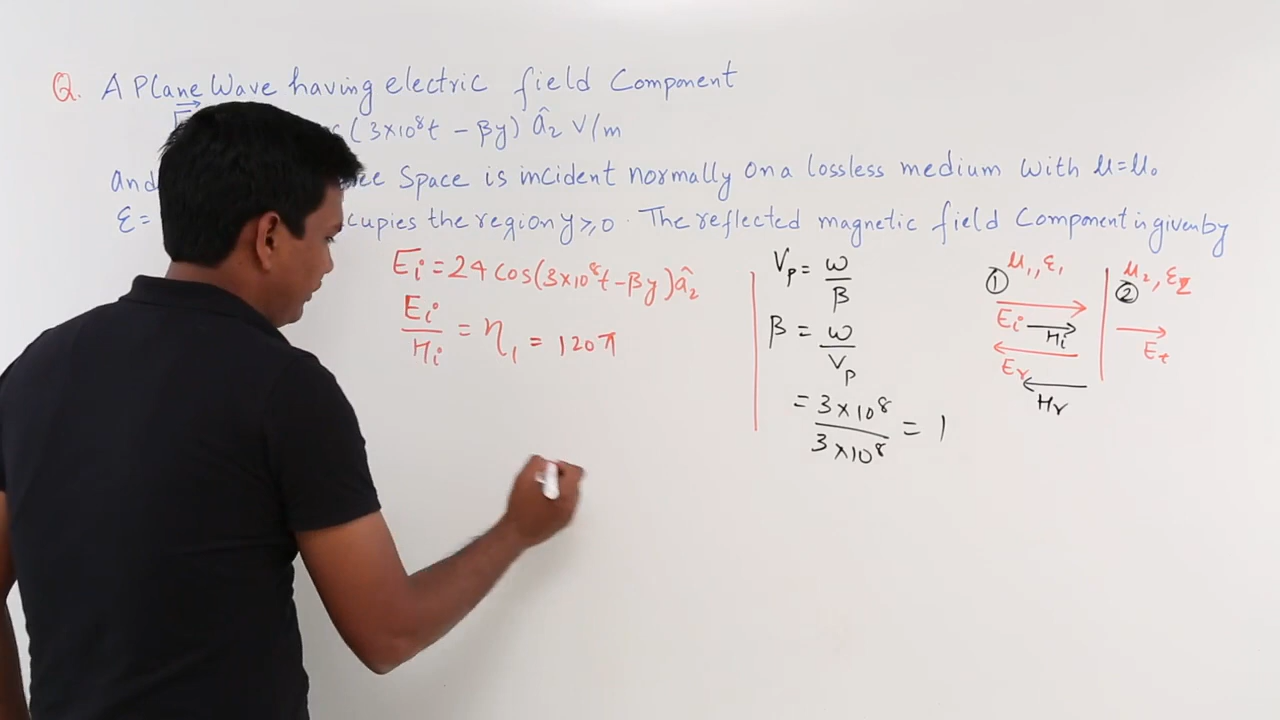 Q. A Plane Wave having electric field Component
(3×10⁸t - βy) â₂ V/m
and Space is incident normally on a lossless medium with μ=μ₀
ε= the region y≥0. The reflected magnetic field Component is given by
Eᵢ = 24 cos(3×10⁸t - βy) â₂
Eᵢ/Hᵢ = η₁ = 120π
Vₚ = ω/β
β = ω/Vₚ
= 3×10⁸/3×10⁸ = 1
① μ₁, ε₁
Eᵢ
Hᵢ
Eᵣ
Hᵣ
μ₂, ε₂
②
Eₜ